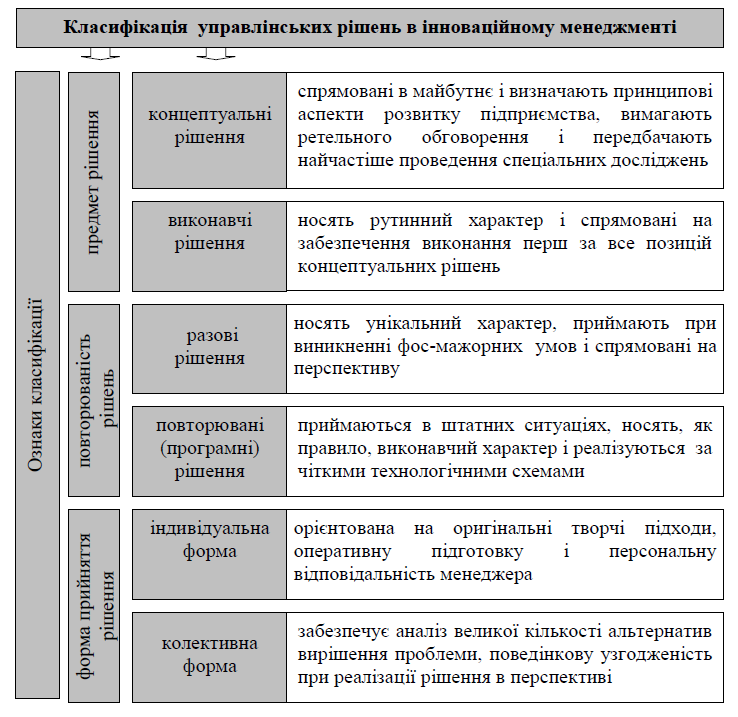 Класифікація управлінських рішень в інноваційному менеджменті
Ознаки класифікації
предмет рішення
концептуальні
рішення
спрямовані в майбутнє і визначають принципові
аспекти розвитку підприємства, вимагають
ретельного обговорення і передбачають
найчастіше проведення спеціальних досліджень
виконавчі
рішення
носять рутинний характер і спрямовані на
забезпечення виконання перш за все позицій
концептуальних рішень
повторюваність
рішень
разові
рішення
носять унікальний характер, приймають при
виникненні фос-мажорних умов і спрямовані на
перспективу
повторювані
(програмні)
рішення
приймаються в штатних ситуаціях, носять, як
правило, виконавчий характер і реалізуються за
чіткими технологічними схемами
форма прийняття
рішення
індивідуальна
форма
орієнтована на оригінальні творчі підходи,
оперативну підготовку і персональну
відповідальність менеджера
колективна
форма
забезпечує аналіз великої кількості альтернатив
вирішення проблеми, поведінкову узгодженість
при реалізації рішення в перспективі